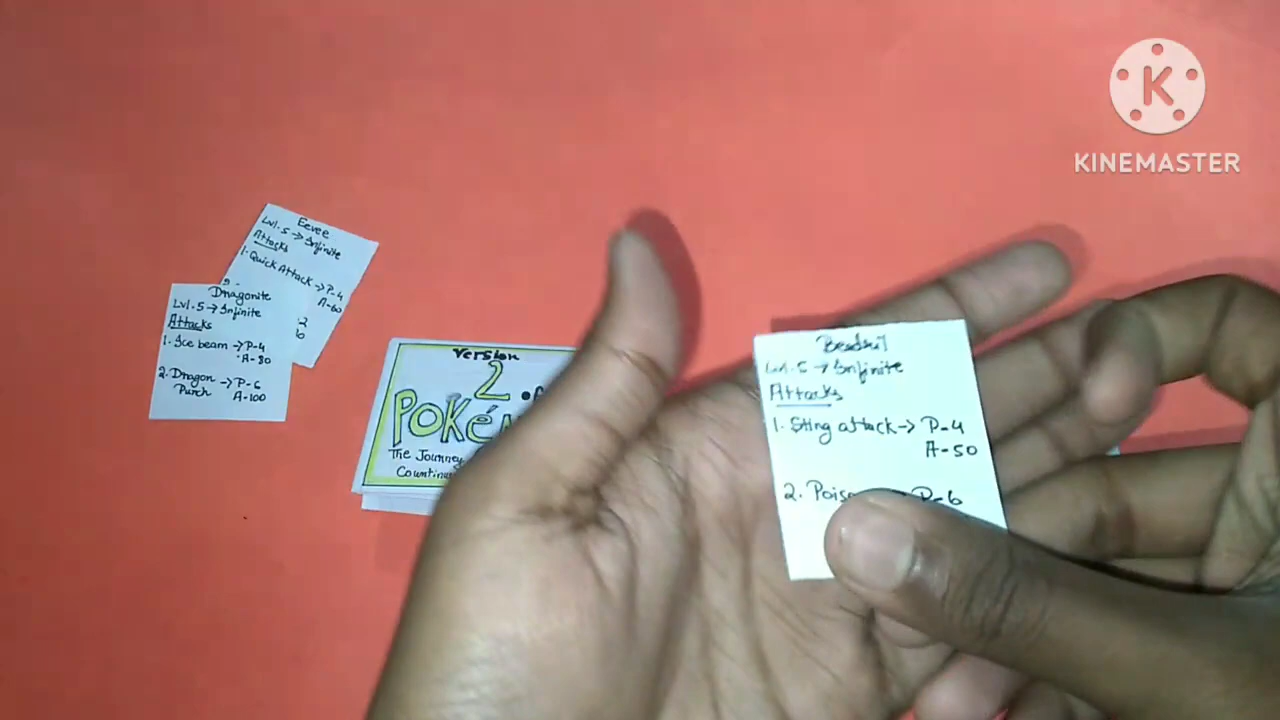 KINEMASTER
Eevee
Lvl.5→Infinite
Attacks
1.Quick Attack→P-4
A-60
Dragonite
Lvl.5→Infinite
Attacks
1.Ice beam→P-4
A-80
2.Dragon→P-6
Punch A-100
Version
2
POKé
The Journey
Lvl.5→Infinite
Attacks
1.Sting attack→P-4
A-50
2. P-6